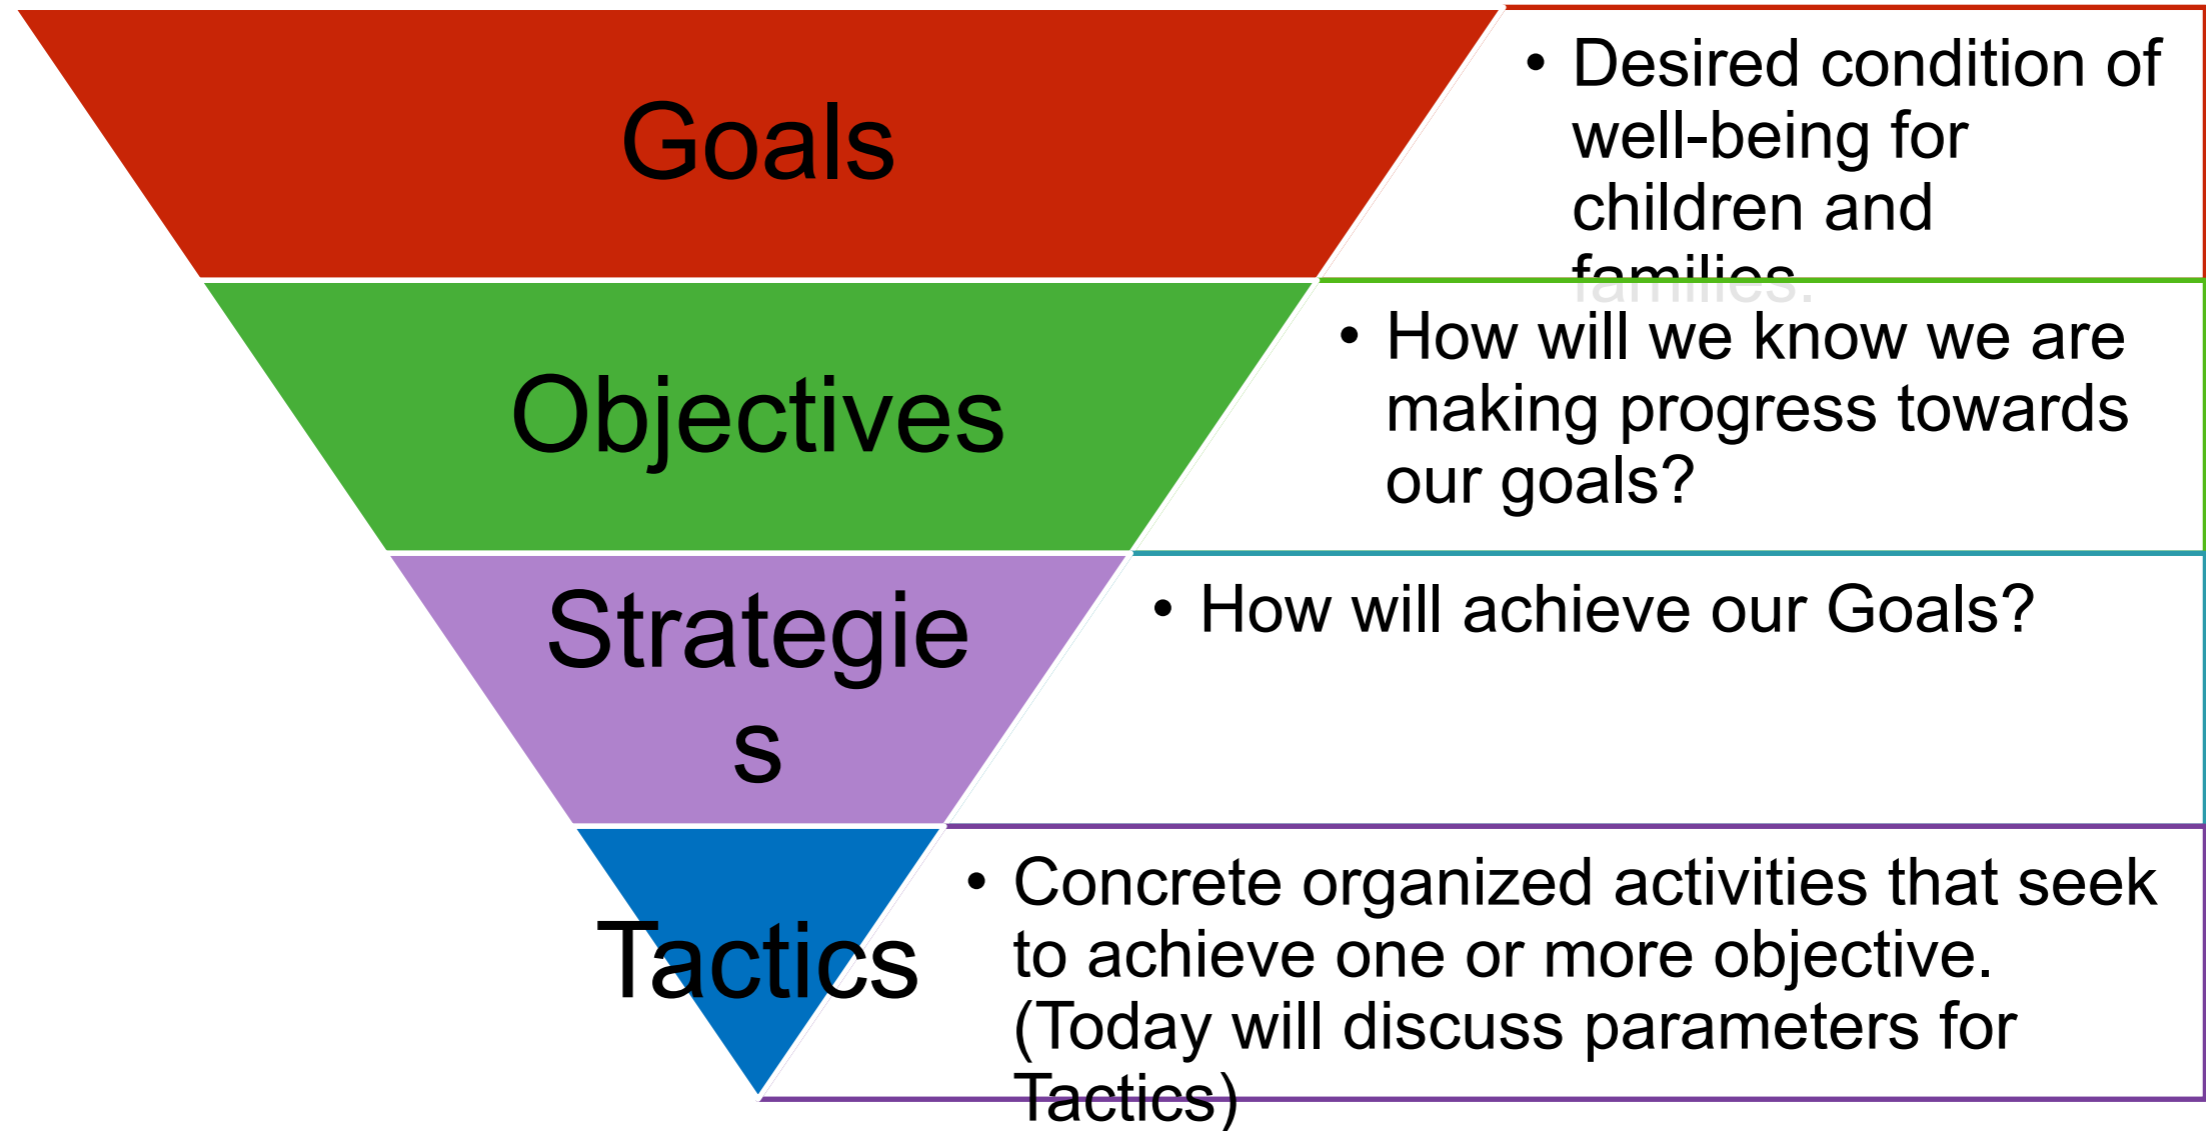 Goals
• Desired condition of
well-being for
children and
families.
Objectives
• How will we know we are
making progress towards
our goals?
Strategie
s
• How will achieve our Goals?
Tactics
• Concrete organized activities that seek
to achieve one or more objective.
(Today will discuss parameters for
Tactics)